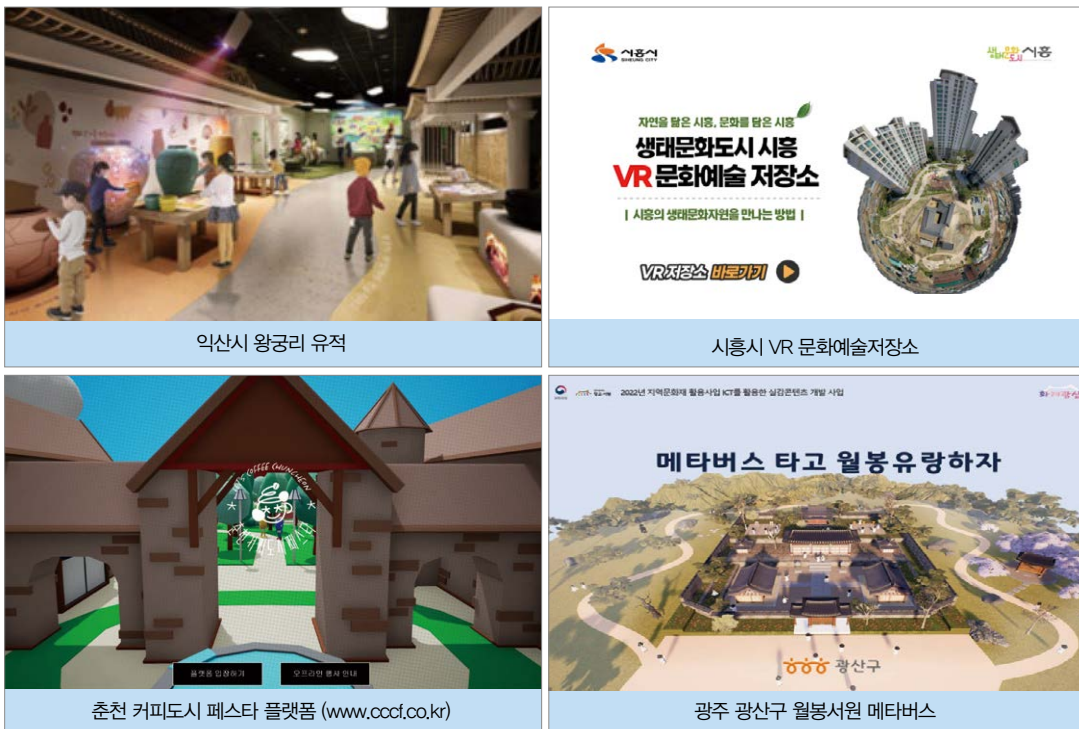 익산시 왕궁리 유적
시흥시
SIHEUNG CITY
생태문화도시 시흥
자연을 닮은 시흥, 문화를 담은 시흥
생태문화도시 시흥
VR 문화예술 저장소
| 시흥의 생태문화자원을 만나는 방법 |
VR저장소 바로가기
시흥시 VR 문화예술저장소
LET'S COFFEE CHUNCHEON
플랫폼 입장하기
오프라인 행사 안내
춘천 커피도시 페스타 플랫폼 (www.cccf.co.kr)
2022년 지역문화재 활용사업 ICT를 활용한 실감콘텐츠 개발 사업
메타버스 타고 월봉유랑하자
광산구
광주 광산구 월봉서원 메타버스